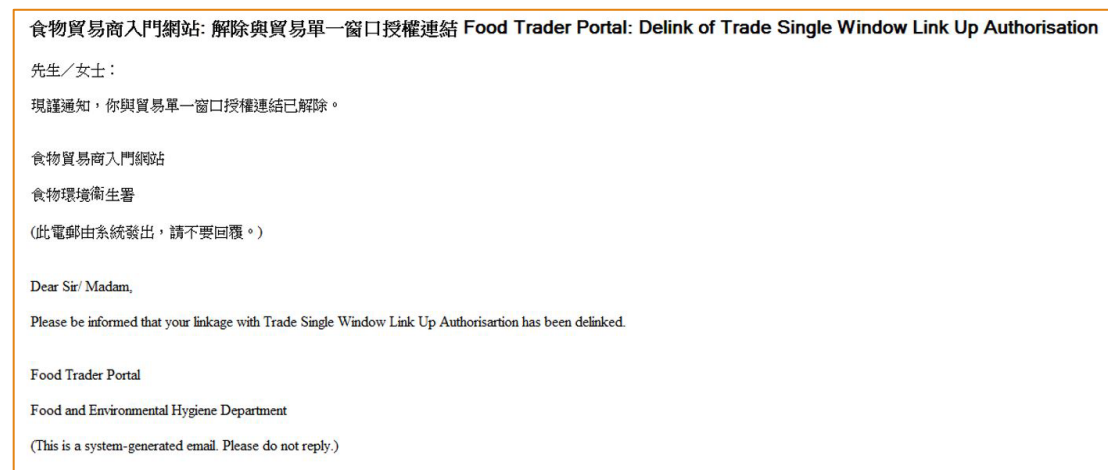 食物貿易商入門網站: 解除與貿易單一窗口授權連結 Food Trader Portal: Delink of Trade Single Window Link Up Authorisation
先生／女士：
現謹通知，你與貿易單一窗口授權連結已解除。
食物貿易商入門網站
食物環境衞生署
(此電郵由系統發出，請不要回覆。)
Dear Sir/ Madam,
Please be informed that your linkage with Trade Single Window Link Up Authorisartion has been delinked.
Food Trader Portal
Food and Environmental Hygiene Department
(This is a system-generated email. Please do not reply.)